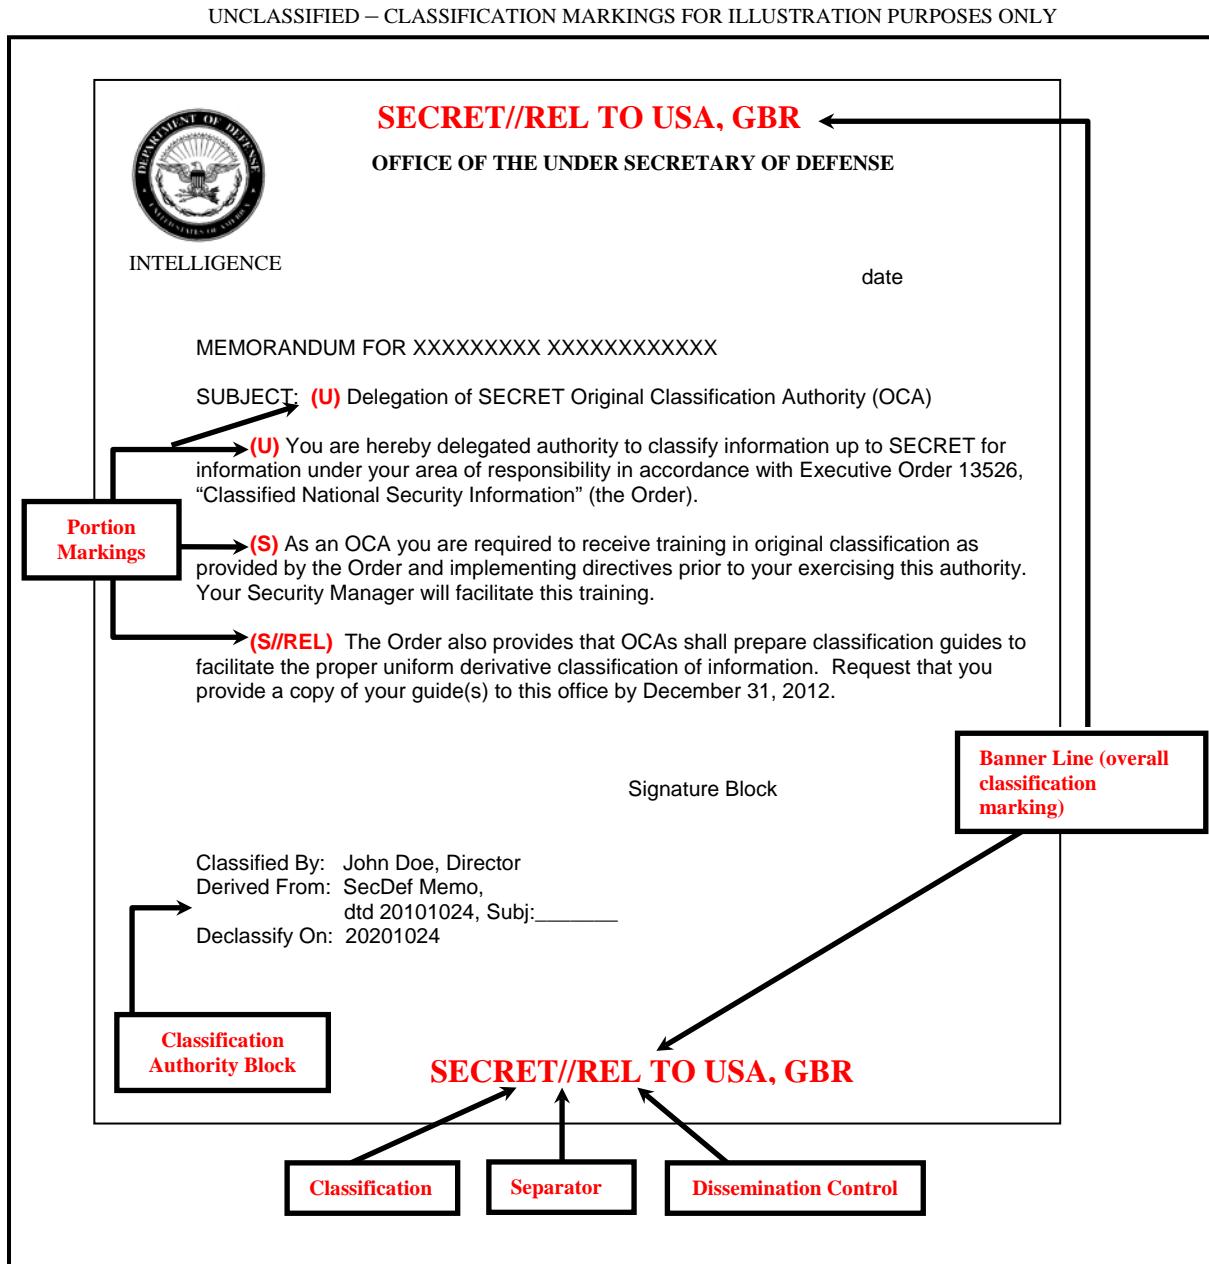 UNCLASSIFIED – CLASSIFICATION MARKINGS FOR ILLUSTRATION PURPOSES ONLY
SECRET//REL TO USA, GBR
OFFICE OF THE UNDER SECRETARY OF DEFENSE
DEPARTMENT OF DEFENSE
UNITED STATES OF AMERICA
INTELLIGENCE
date
MEMORANDUM FOR XXXXXXXXX XXXXXXXXXXXX
SUBJECT: (U) Delegation of SECRET Original Classification Authority (OCA)
(U) You are hereby delegated authority to classify information up to SECRET for
information under your area of responsibility in accordance with Executive Order 13526,
“Classified National Security Information” (the Order).
Portion
Markings
(S) As an OCA you are required to receive training in original classification as
provided by the Order and implementing directives prior to your exercising this authority.
Your Security Manager will facilitate this training.
(S//REL) The Order also provides that OCAs shall prepare classification guides to
facilitate the proper uniform derivative classification of information. Request that you
provide a copy of your guide(s) to this office by December 31, 2012.
Banner Line (overall
classification
marking)
Signature Block
Classified By: John Doe, Director
Derived From: SecDef Memo,
dtd 20101024, Subj:_______
Declassify On: 20201024
Classification
Authority Block
SECRET//REL TO USA, GBR
Classification
Separator
Dissemination Control